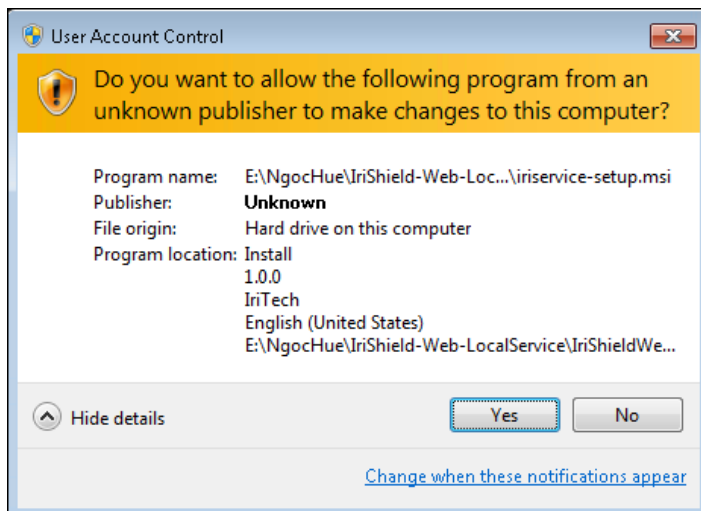 User Account Control
Do you want to allow the following program from an
unknown publisher to make changes to this computer?
Program name: E:\NgocHue\IriShield-Web-Loc...\iriservice-setup.msi
Publisher: Unknown
File origin: Hard drive on this computer
Program location: Install
1.0.0
IriTech
English (United States)
E:\NgocHue\IriShield-Web-LocalService\IriShieldWe...
Hide details
Yes
No
Change when these notifications appear